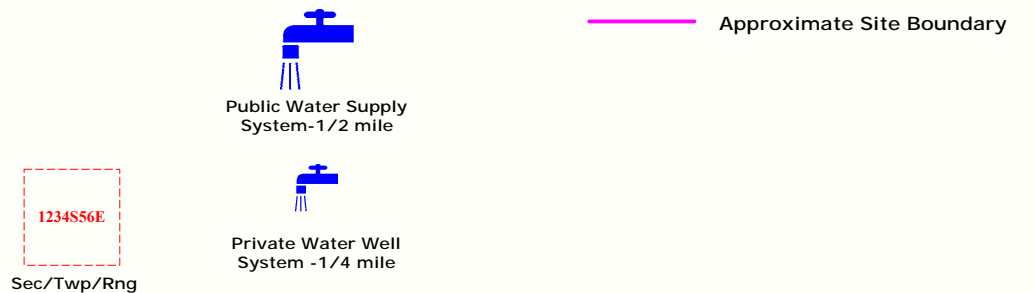 Approximate Site Boundary
Public Water Supply
System-1/2 mile
1234S56E
Sec/Twp/Rng
Private Water Well
System -1/4 mile